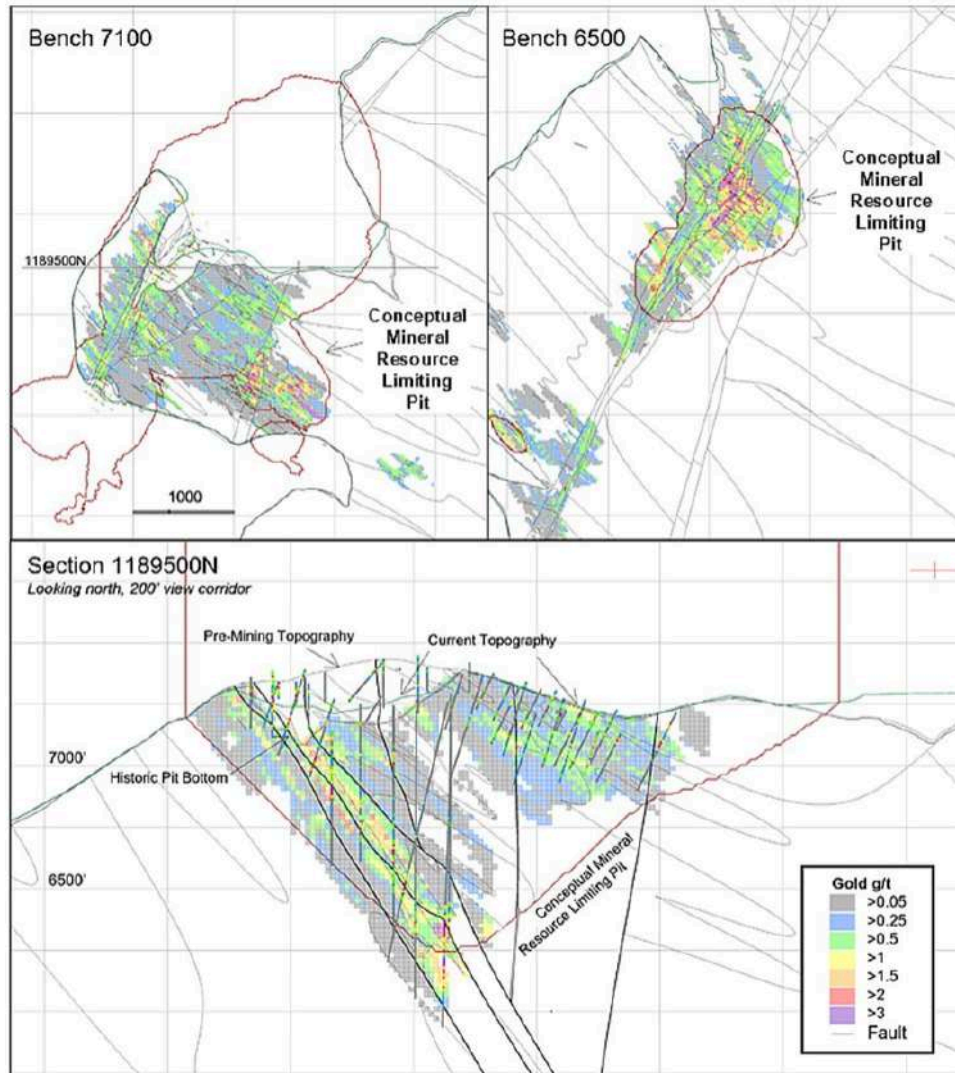 Bench 7100
1189500N
Conceptual
Mineral
Resource
Limiting
Pit
1000
Bench 6500
Conceptual
Mineral
Resource
Limiting
Pit
Section 1189500N
Looking north, 200' view corridor
Pre-Mining Topography
Current Topography
7000'
Historic Pit Bottom
6500'
Conceptual Mineral
Resource Limiting Pit
Gold g/t
>0.05
>0.25
>0.5
>1
>1.5
>2
>3
Fault